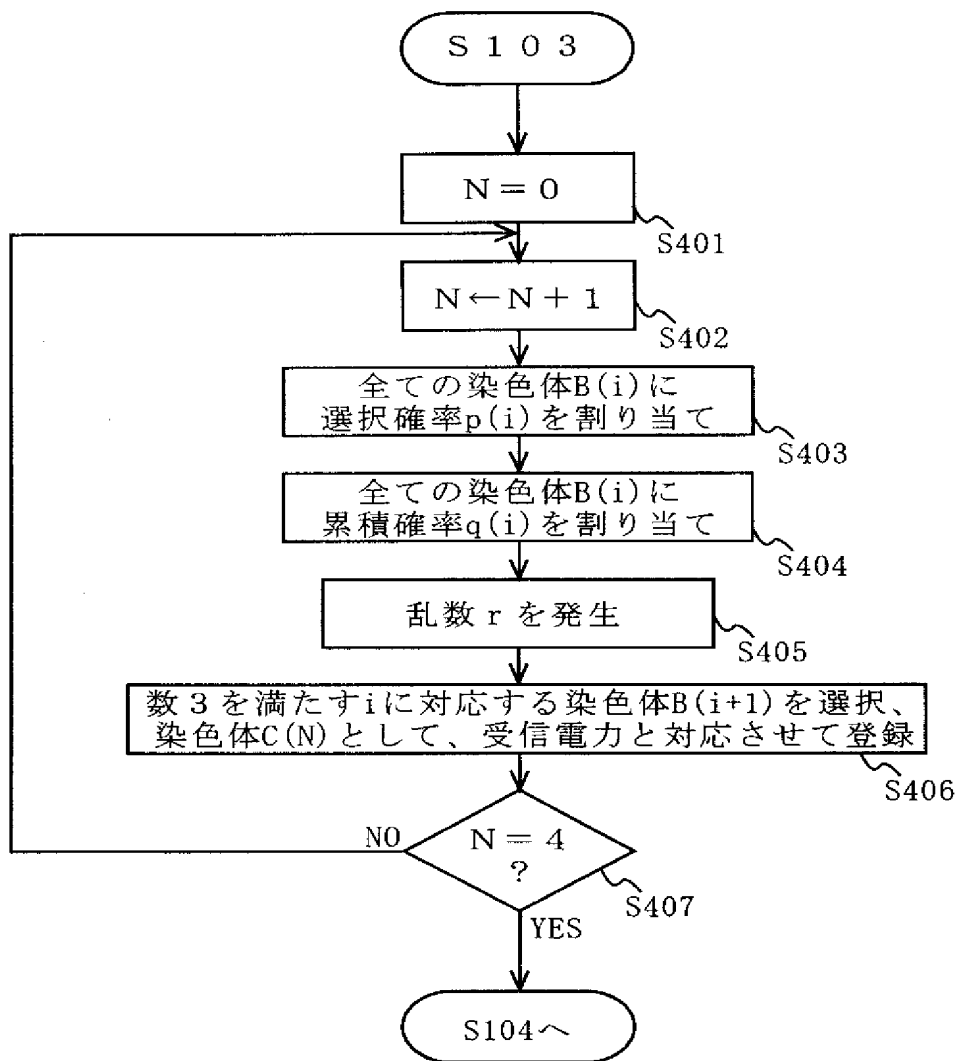 S103
N=0
S401
N←N+1
S402
全ての染色体B(i)に
選択確率p(i)を割り当て
S403
全ての染色体B(i)に
累積確率q(i)を割り当て
S404
乱数rを発生
S405
数3を満たすiに対応する染色体B(i+1)を選択、
染色体C(N)として、受信電力と対応させて登録
S406
NO
N=4
?
S407
YES
S104へ